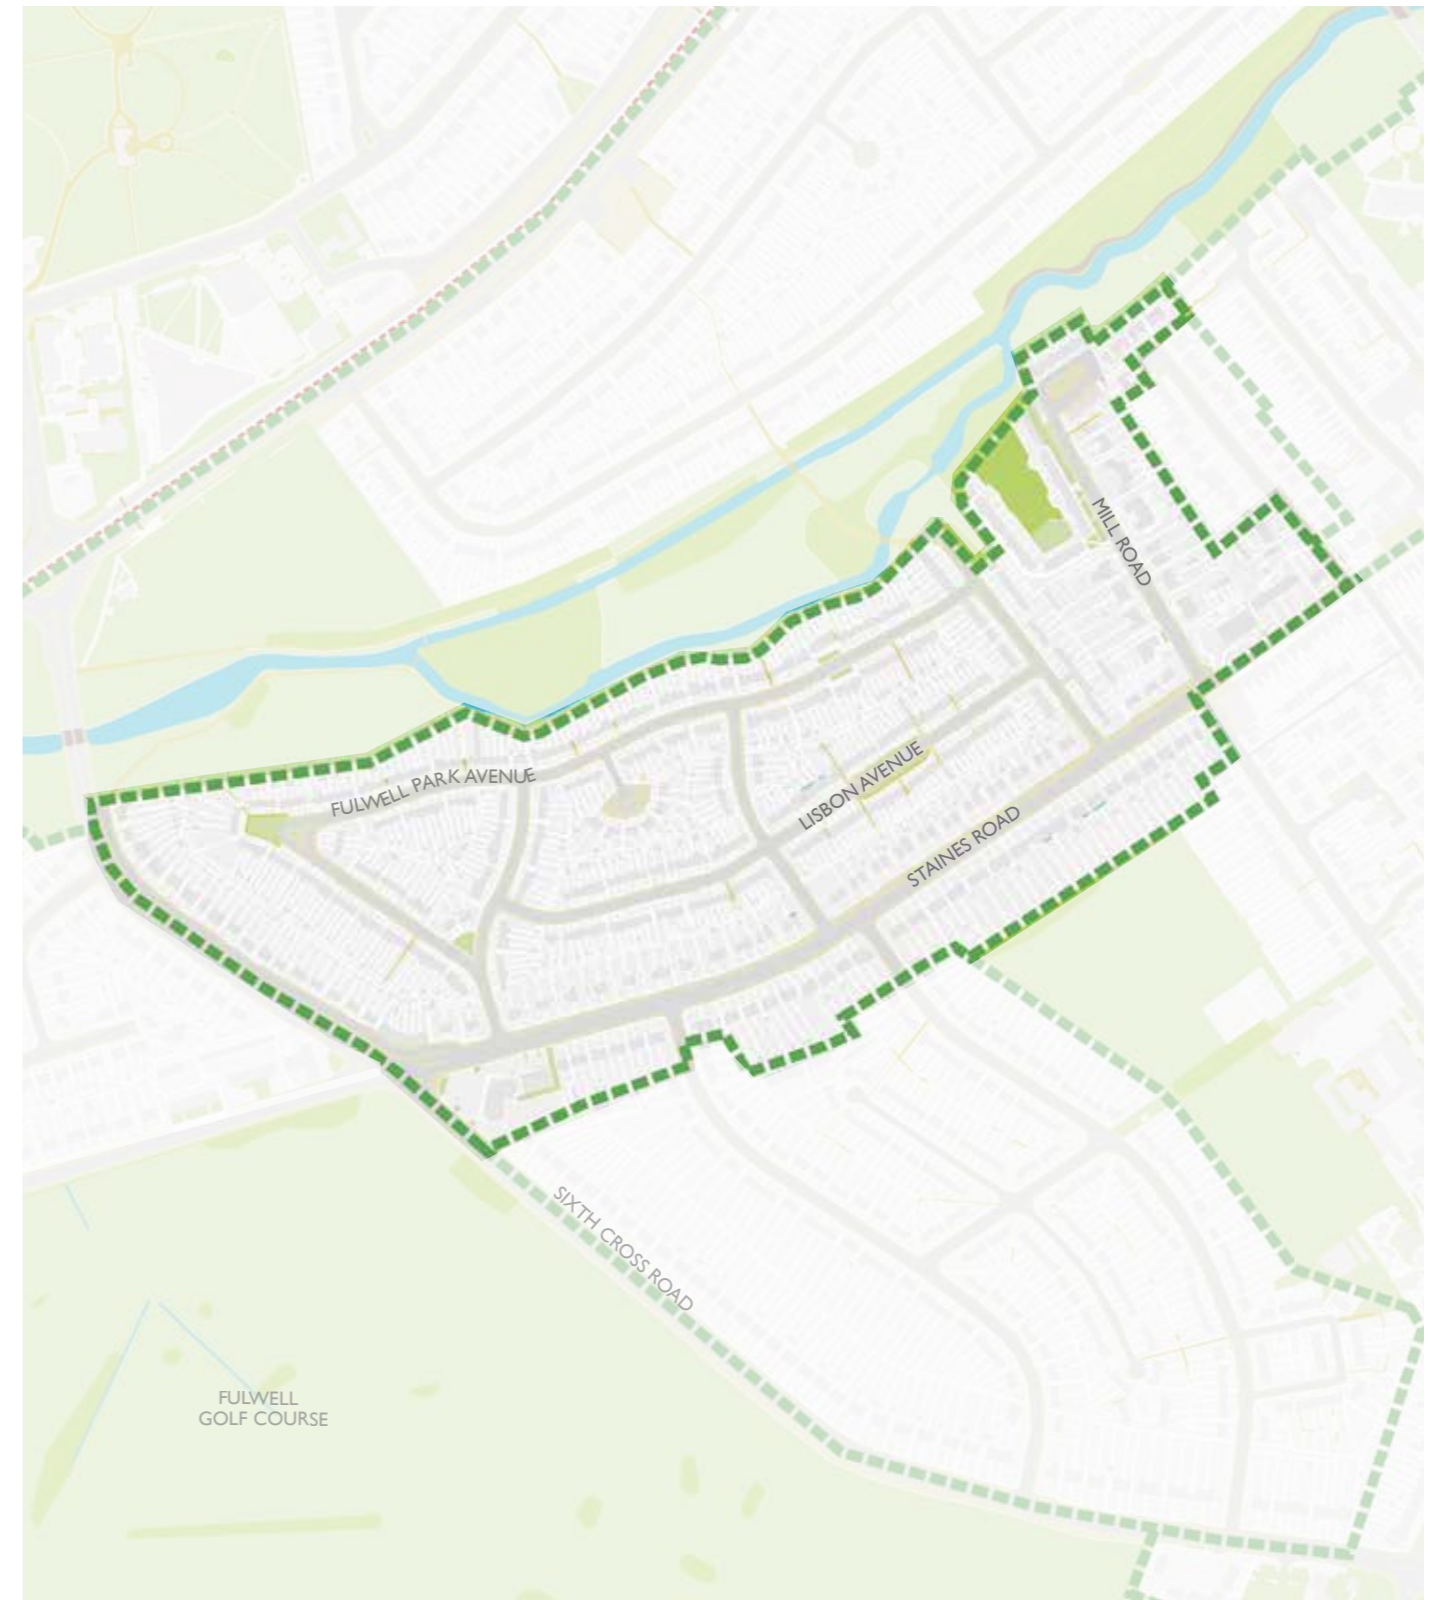 MILL ROAD
FULWELL PARK AVENUE
LISBON AVENUE
STAINES ROAD
SIXTH CROSS ROAD
FULWELL
GOLF COURSE